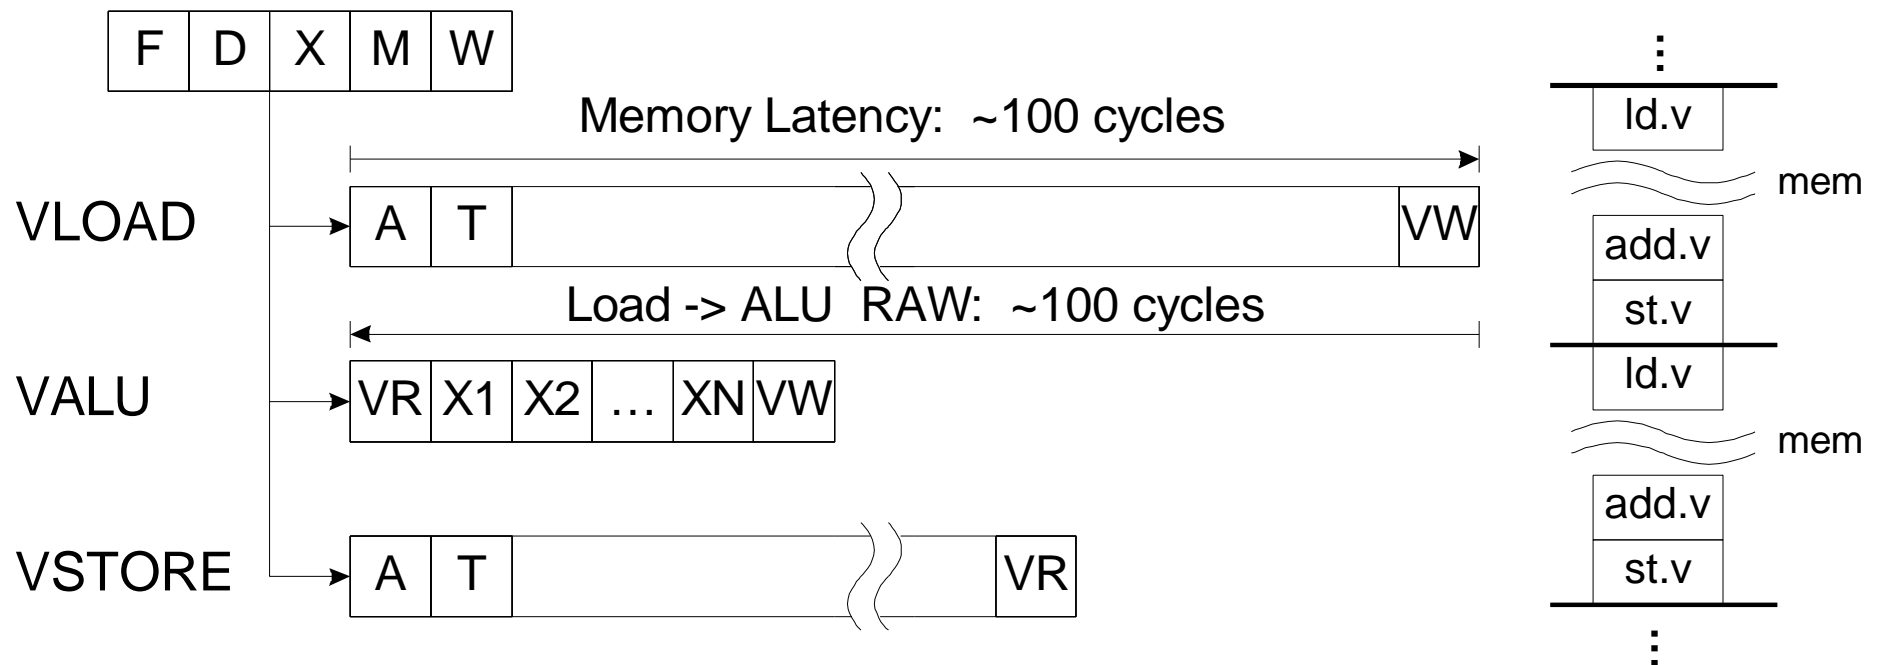 F D X M W
Memory Latency: ~100 cycles
VLOAD
A T VW
Load -> ALU RAW: ~100 cycles
VALU
VR X1 X2 ... XN VW
VSTORE
A T VR
⋮
ld.v
mem
add.v
st.v
ld.v
mem
add.v
st.v
⋮